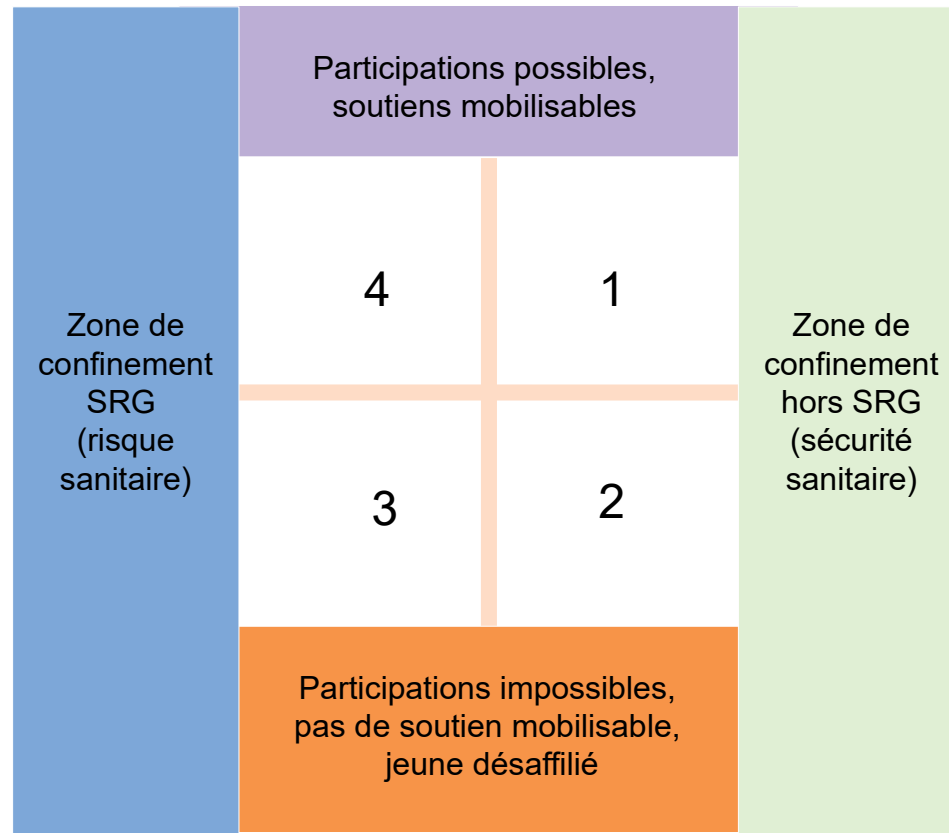 Participations possibles,
soutiens mobilisables
4
1
Zone de
confinement
SRG
(risque
sanitaire)
Zone de
confinement
hors SRG
(sécurité
sanitaire)
3
2
Participations impossibles,
pas de soutien mobilisable,
jeune désaffilié